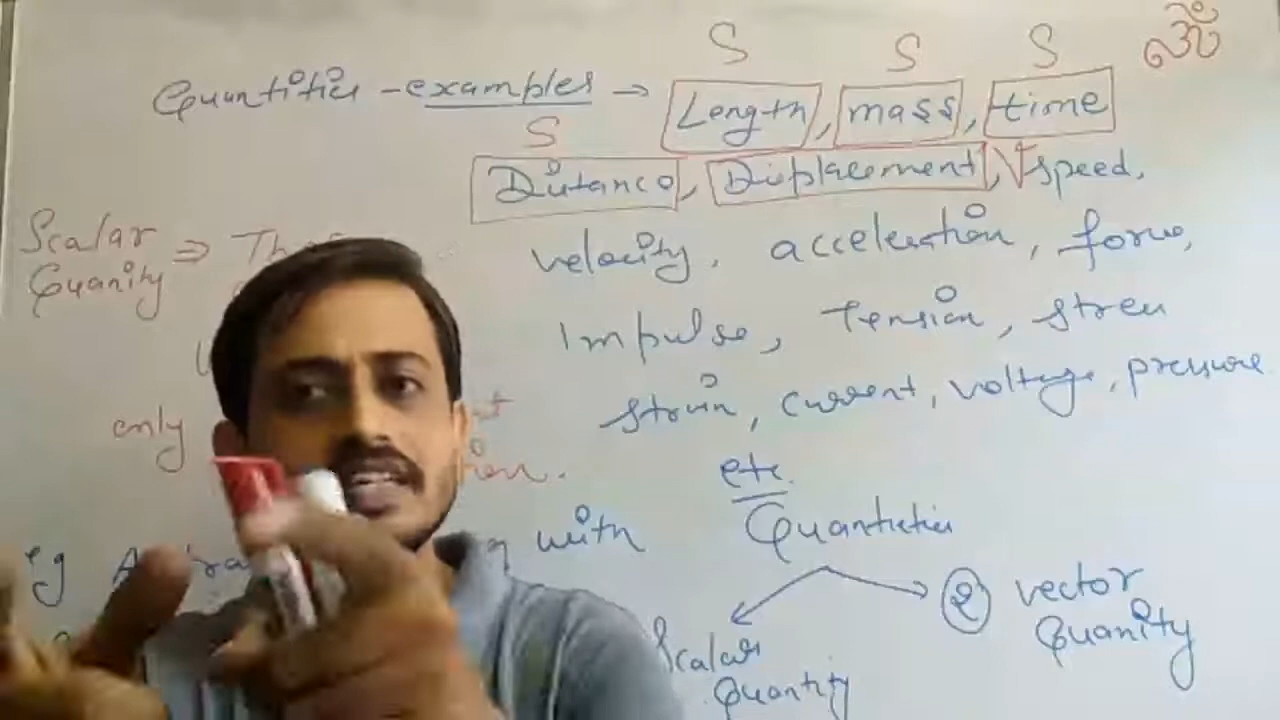 S S S ॐ
Quantities - examples → Length, mass, time
S
Distance, Displacement, V speed,
Scalar ⇒
Quanity
velocity, acceleration, force,
Impulse, Tension, stress
strain, current, voltage, pressure
only
etc.
eg with
Quantities
② vector
Quanity
Scalar
Quantity